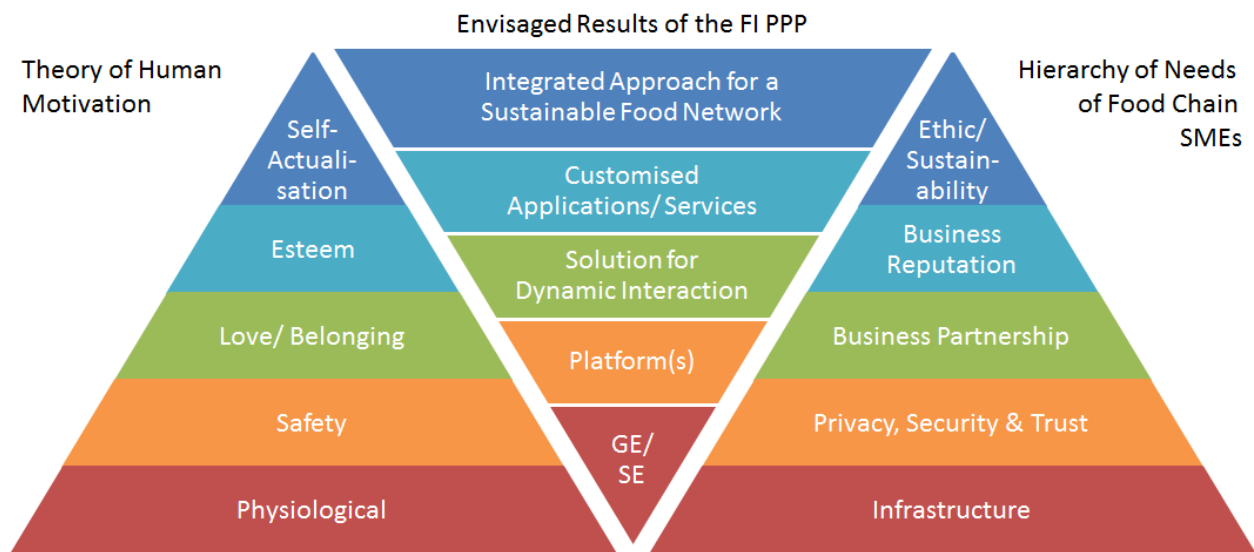 Envisaged Results of the FI PPP
Theory of Human
Motivation
Hierarchy of Needs
of Food Chain
SMEs
Self-
Actuali-
sation
Esteem
Love/ Belonging
Safety
Physiological
Integrated Approach for a
Sustainable Food Network
Customised
Applications/ Services
Solution for
Dynamic Interaction
Platform(s)
GE/
SE
Ethic/
Sustain-
ability
Business
Reputation
Business Partnership
Privacy, Security & Trust
Infrastructure